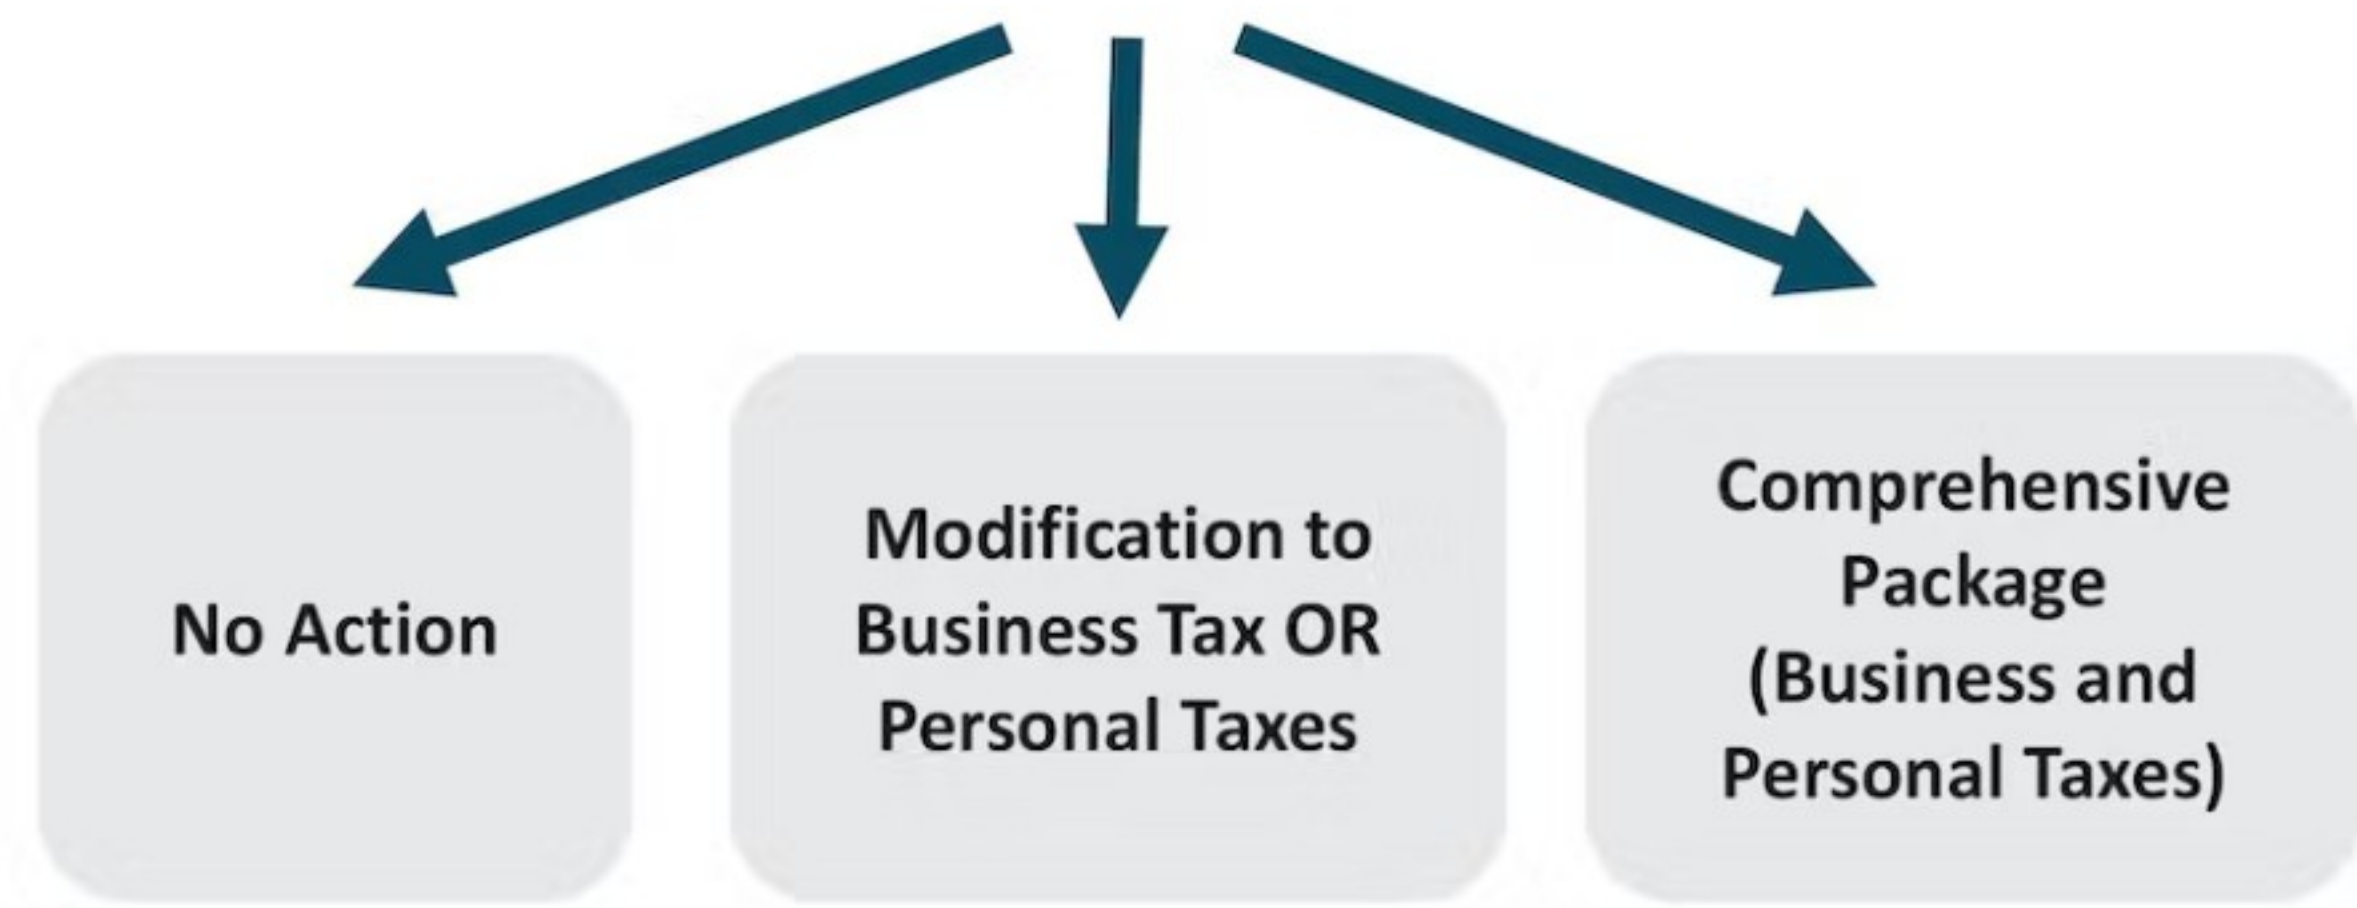 No Action
Modification to
Business Tax OR
Personal Taxes
Comprehensive
Package
(Business and
Personal Taxes)